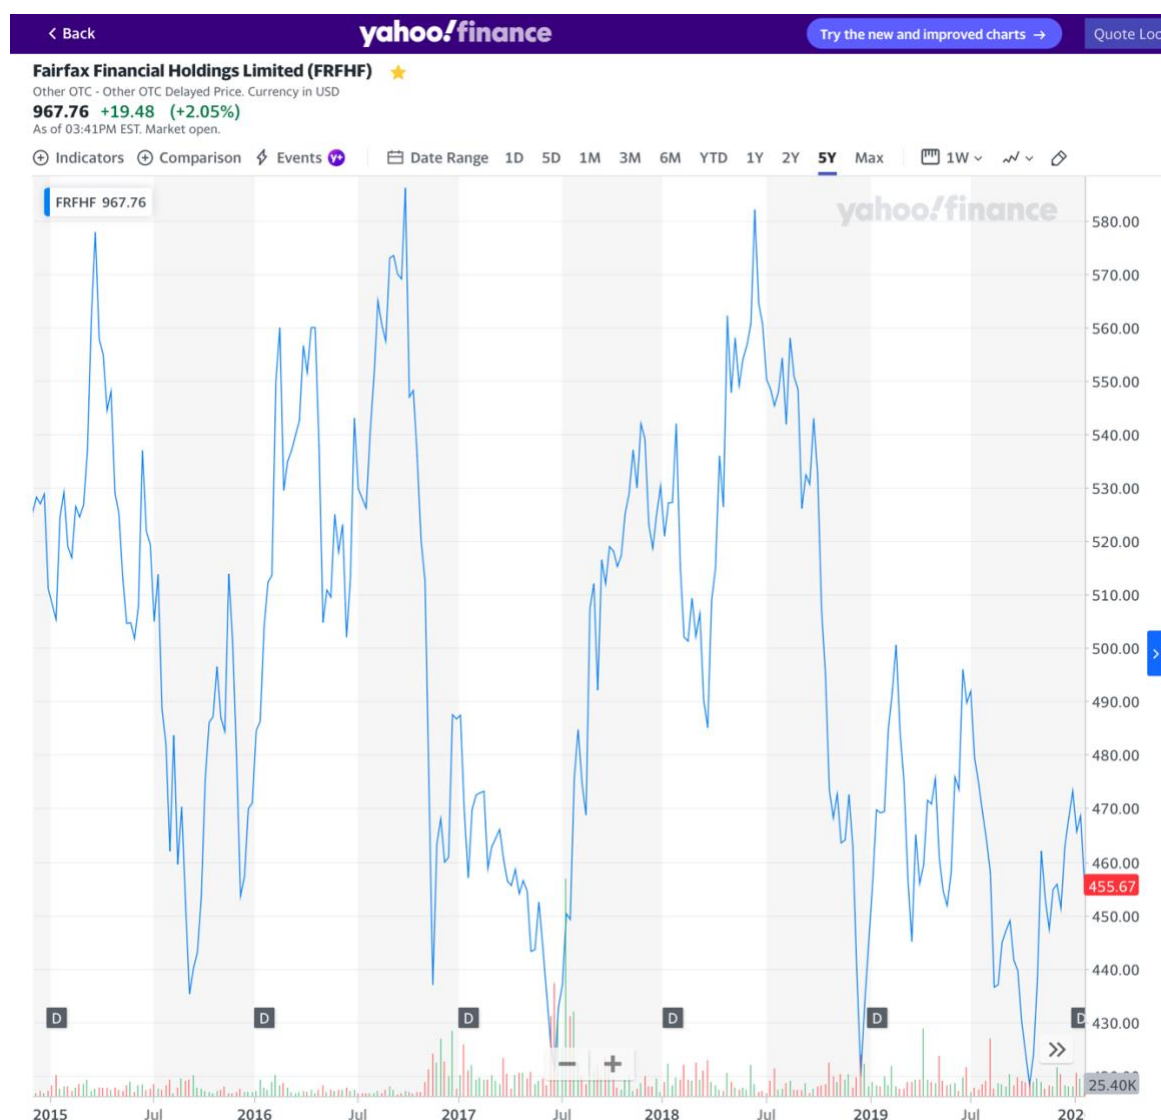 Back
yahoo!finance
Try the new and improved charts →
Quote Loo
Fairfax Financial Holdings Limited (FRFHF)
Other OTC - Other OTC Delayed Price. Currency in USD
967.76 +19.48 (+2.05%)
As of 03:41PM EST. Market open.
Indicators Comparison Events Y+ Date Range 1D 5D 1M 3M 6M YTD 1Y 2Y 5Y Max 1W
FRFHF 967.76
yahoo!finance
580.00
570.00
560.00
550.00
540.00
530.00
520.00
510.00
500.00
490.00
480.00
470.00
460.00
455.67
450.00
440.00
D D D D D D
430.00
25.40K
2015 Jul 2016 Jul 2017 Jul 2018 Jul 2019 Jul 202